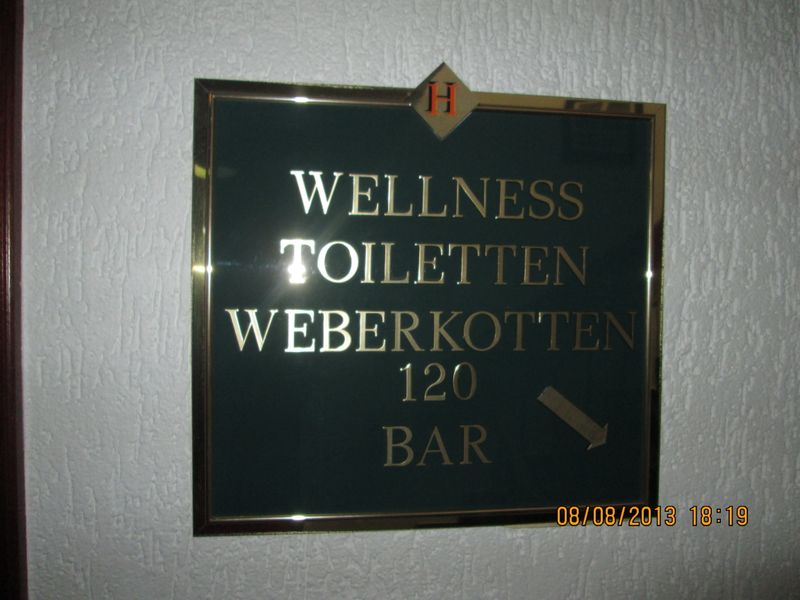 H
WELLNESS
TOILETTEN
WEBERKOTTEN
120
BAR
08/08/2013 18:19